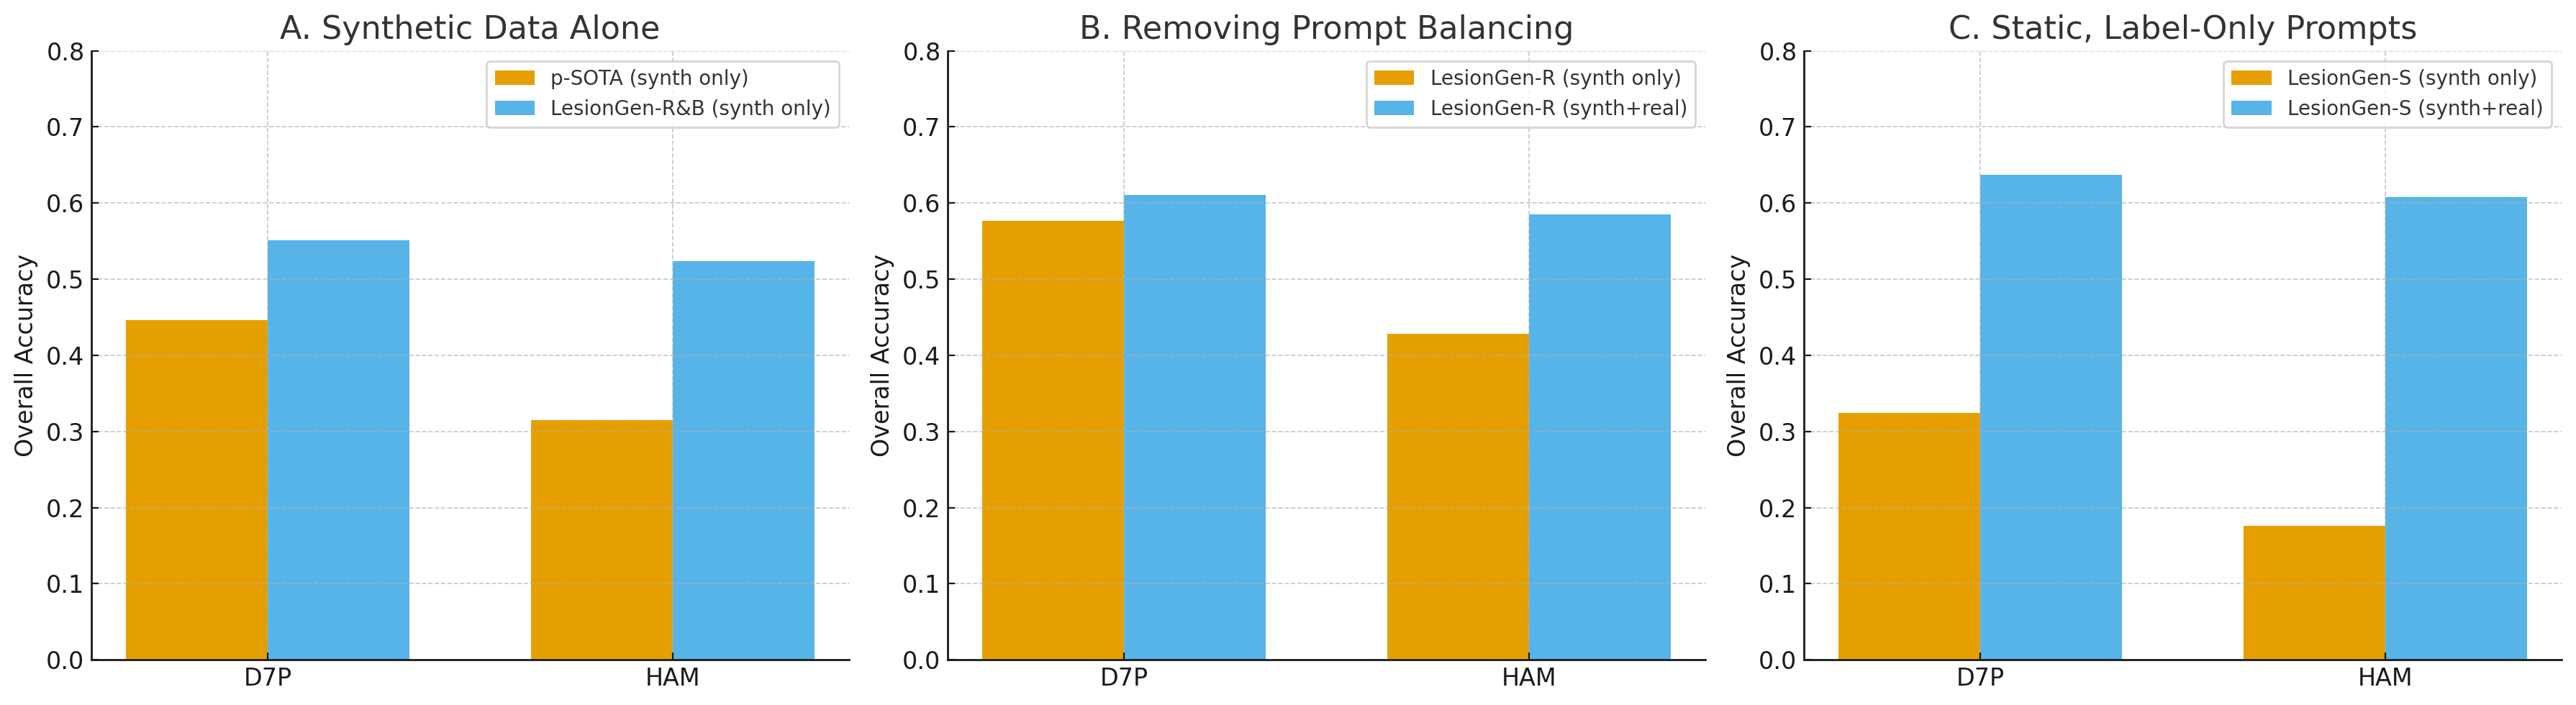 A. Synthetic Data Alone
Overall Accuracy
0.8
0.7
0.6
0.5
0.4
0.3
0.2
0.1
0.0
p-SOTA (synth only)
LesionGen-R&B (synth only)
D7P
HAM
B. Removing Prompt Balancing
Overall Accuracy
0.8
0.7
0.6
0.5
0.4
0.3
0.2
0.1
0.0
LesionGen-R (synth only)
LesionGen-R (synth+real)
D7P
HAM
C. Static, Label-Only Prompts
Overall Accuracy
0.8
0.7
0.6
0.5
0.4
0.3
0.2
0.1
0.0
LesionGen-S (synth only)
LesionGen-S (synth+real)
D7P
HAM